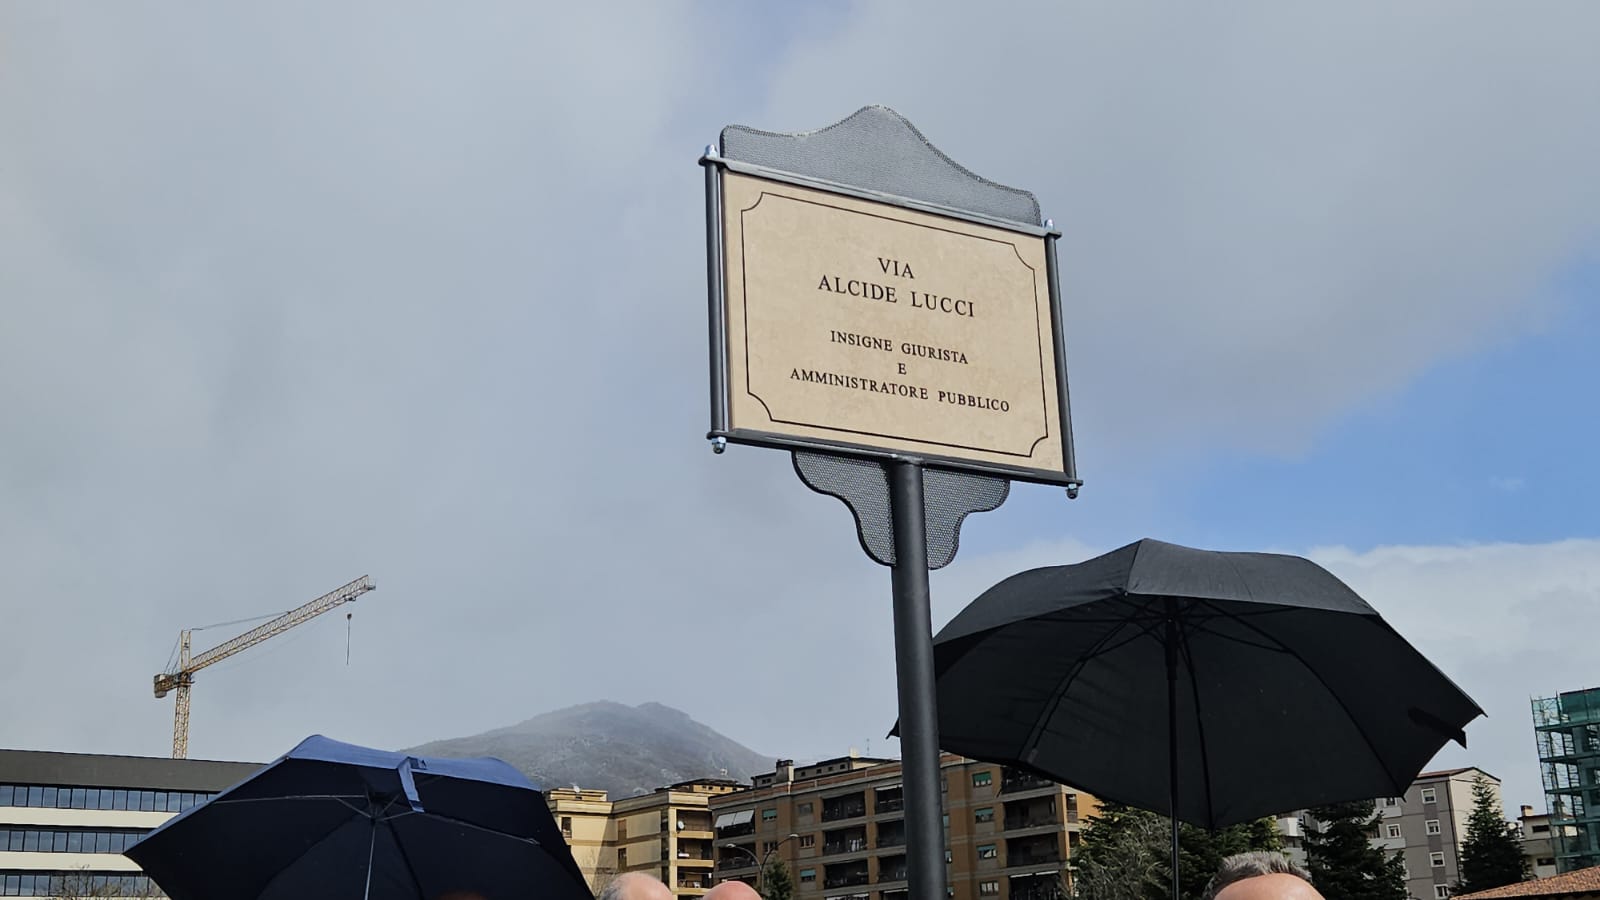 VIA
ALCIDE LUCCI
INSIGNE GIURISTA
E
AMMINISTRATORE PUBBLICO